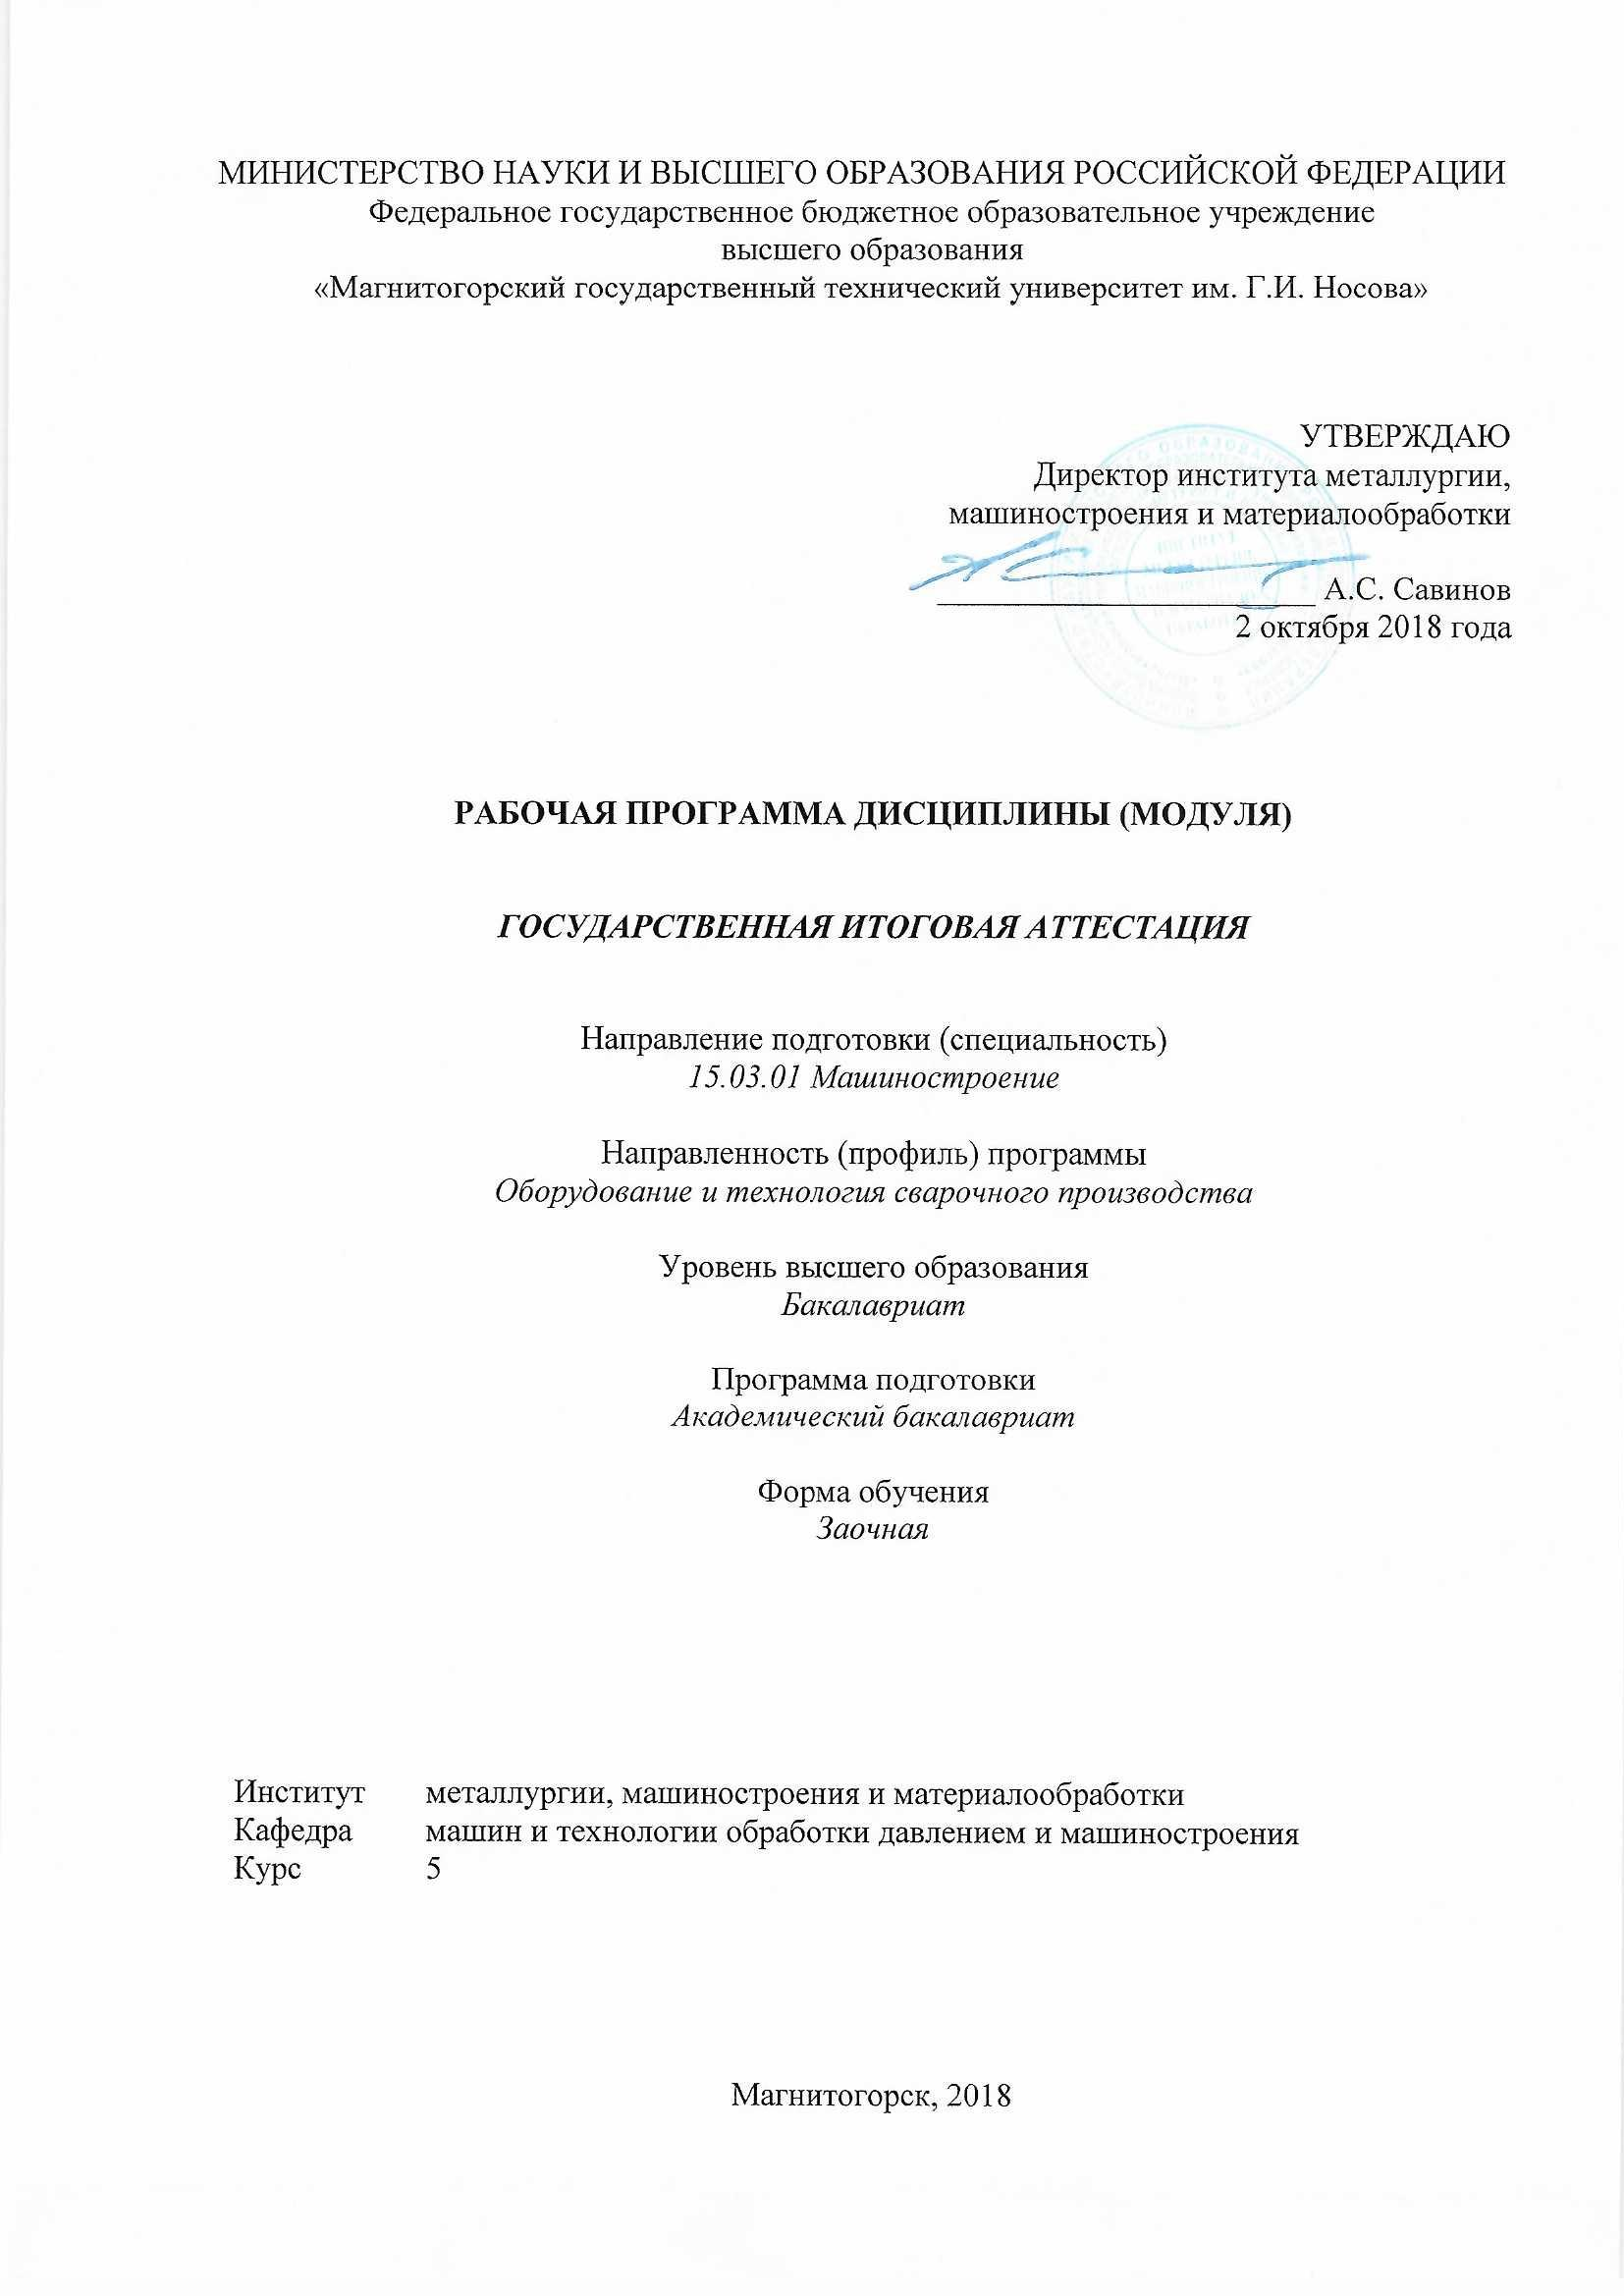 МИНИСТЕРСТВО НАУКИ И ВЫСШЕГО ОБРАЗОВАНИЯ РОССИЙСКОЙ ФЕДЕРАЦИИ
Федеральное государственное бюджетное образовательное учреждение
высшего образования
«Магнитогорский государственный технический университет им. Г.И. Носова»
УТВЕРЖДАЮ
Директор института металлургии,
машиностроения и материалообработки
А.С. Савинов
2 октября 2018 года
РАБОЧАЯ ПРОГРАММА ДИСЦИПЛИНЫ (МОДУЛЯ)
ГОСУДАРСТВЕННАЯ ИТОГОВАЯ АТТЕСТАЦИЯ
Направление подготовки (специальность)
15.03.01 Машиностроение
Направленность (профиль) программы
Оборудование и технология сварочного производства
Уровень высшего образования
Бакалавриат
Программа подготовки
Академический бакалавриат
Форма обучения
Заочная
Институт металлургии, машиностроения и материалообработки
Кафедра машин и технологии обработки давлением и машиностроения
Курс 5
Магнитогорск, 2018